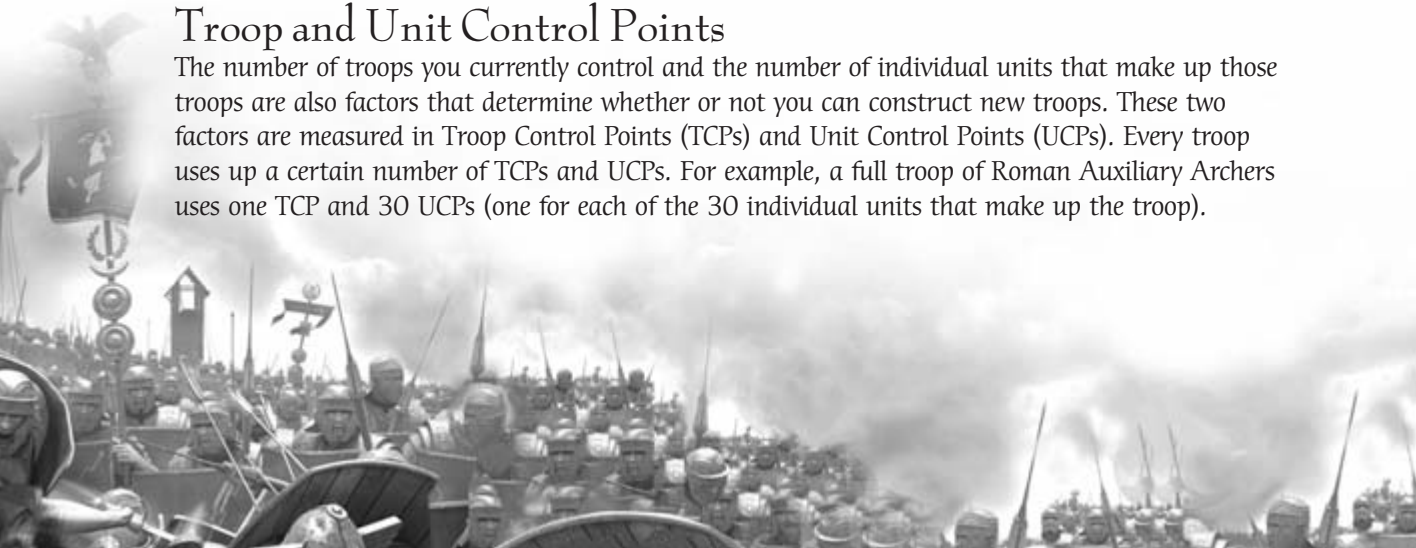 Troop and Unit Control Points
The number of troops you currently control and the number of individual units that make up those
troops are also factors that determine whether or not you can construct new troops. These two
factors are measured in Troop Control Points (TCPs) and Unit Control Points (UCPs). Every troop
uses up a certain number of TCPs and UCPs. For example, a full troop of Roman Auxiliary Archers
uses one TCP and 30 UCPs (one for each of the 30 individual units that make up the troop).